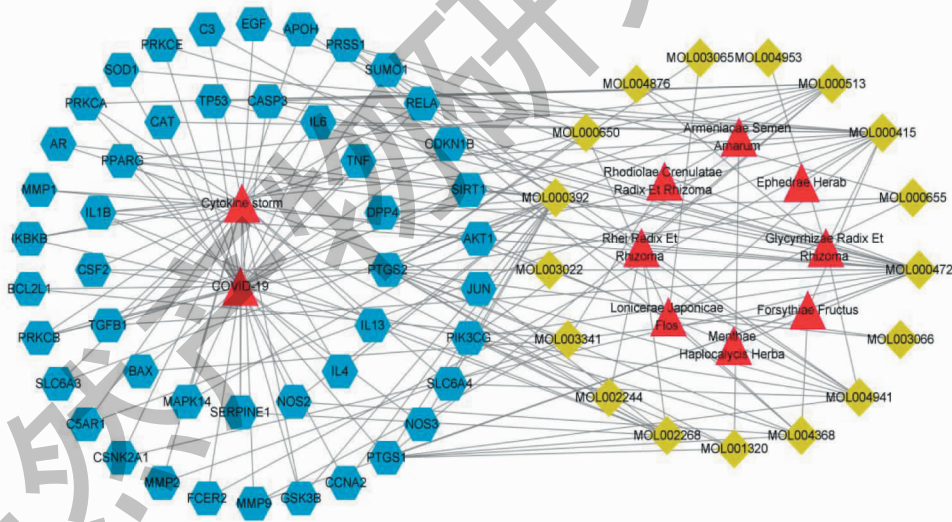 EGF
C3
APOH
PRKCE
PRSS1
SOD1
SUMO1
TP53
CASP3
RELA
PRKCA
CAT
IL6
CDKN1B
AR
PPARG
TNF
MMP1
SIRT1
IL1B
Cytokine storm
DPP4
IKBKB
AKT1
CSF2
PTGS2
BCL2L1
COVID-19
JUN
PRKCB
TGFB1
IL13
PIK3CG
SLC6A3
BAX
IL4
SLC6A4
C5AR1
MAPK14
SERPINE1
NOS2
NOS3
CSNK2A1
PTGS1
MMP2
CCNA2
FCER2
MMP9
GSK3B
MOL003065
MOL004953
MOL004876
MOL000513
MOL000650
MOL000415
Armeniacae Semen
Amarum
Rhodiolae Crenulatae
Radix Et Rhizoma
Ephedrae Herab
MOL000392
MOL000655
Rhei Radix Et
Rhizoma
Glycyrrhizae Radix Et
Rhizoma
MOL003022
MOL000472
Lonicerae Japonicae
Flos
Forsythiae Fructus
MOL003341
MOL003066
Menthae
Haplocalycis Herba
MOL002244
MOL004941
MOL002268
MOL001320
MOL004368